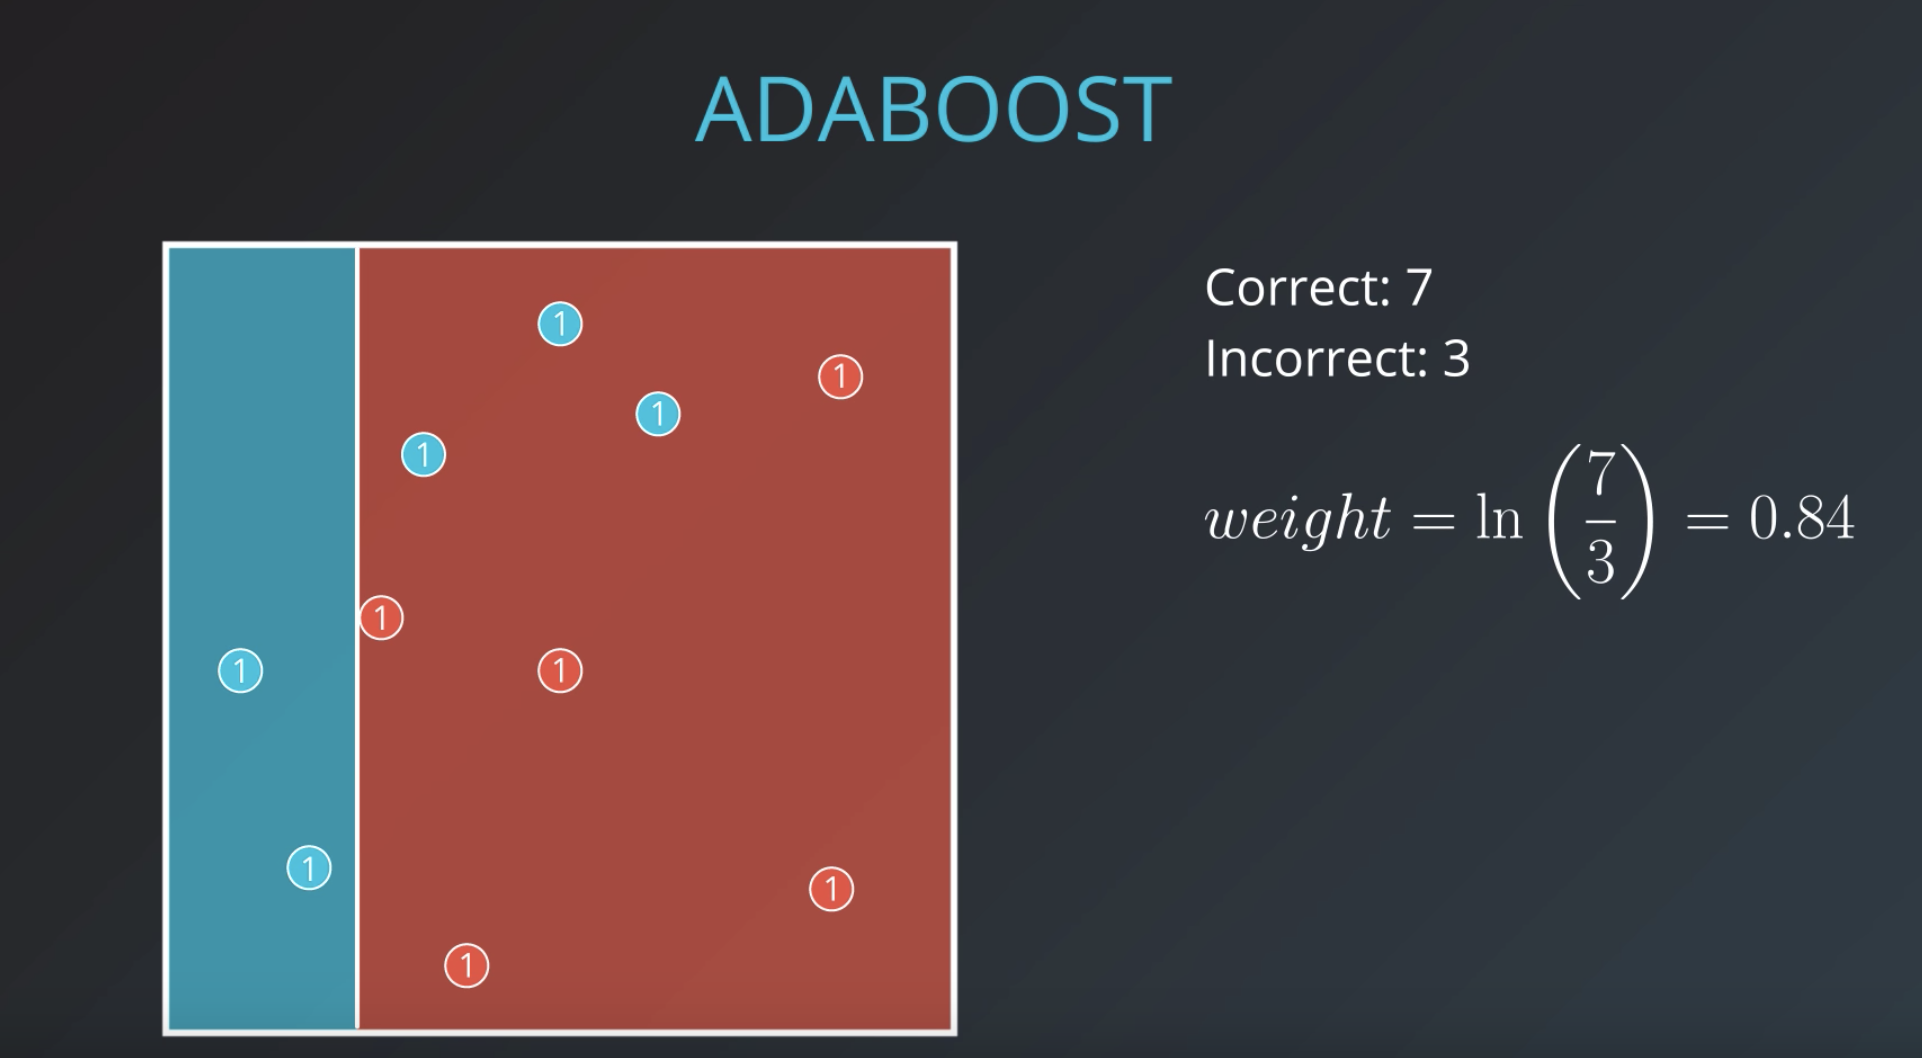 ADABOOST
Correct: 7
Incorrect: 3
weight = ln(7/3) = 0.84
1
1
1
1
1
1
1
1
1
1